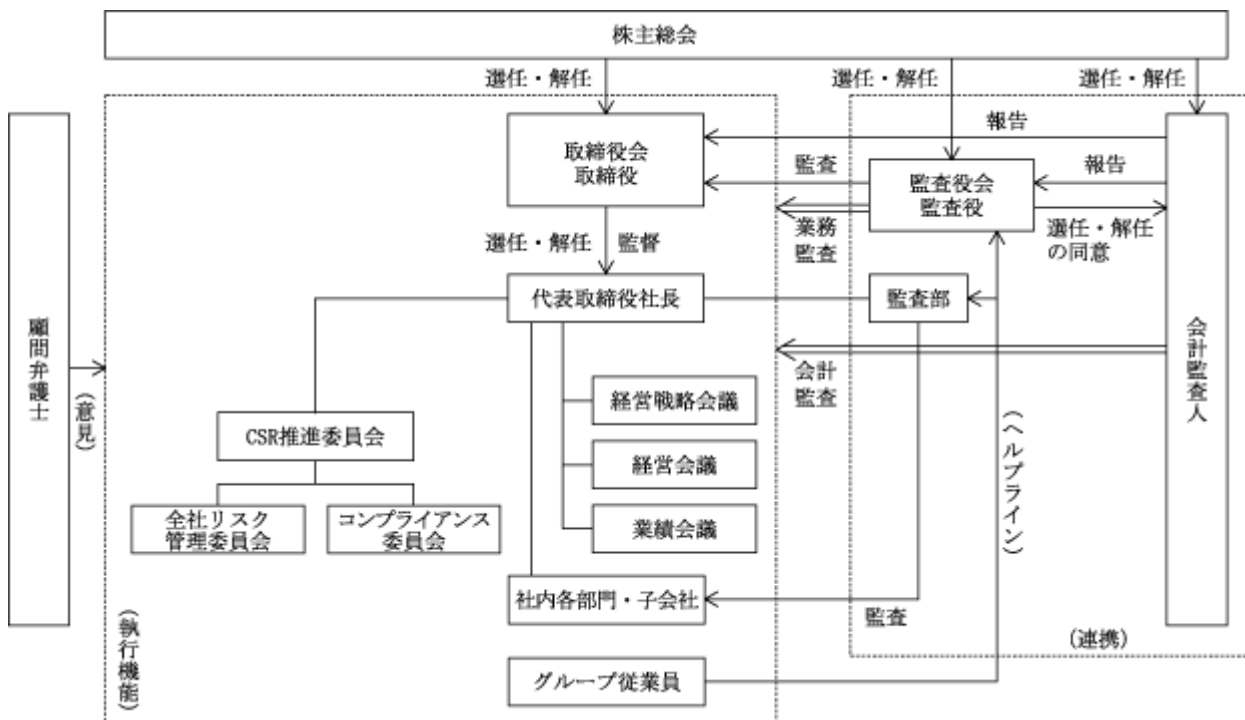 株主総会
選任・解任
選任・解任
選任・解任
取締役会
取締役
報告
監査
監査役会
監査役
報告
業務
監査
選任・解任
の同意
選任・解任
監督
代表取締役社長
監査部
顧問弁護士
(意見)
会計監査人
会計
監査
経営戦略会議
CSR推進委員会
経営会議
(ヘルプライン)
全社リスク
管理委員会
コンプライアンス
委員会
業績会議
社内各部門・子会社
監査
(連携)
(執行機能)
グループ従業員